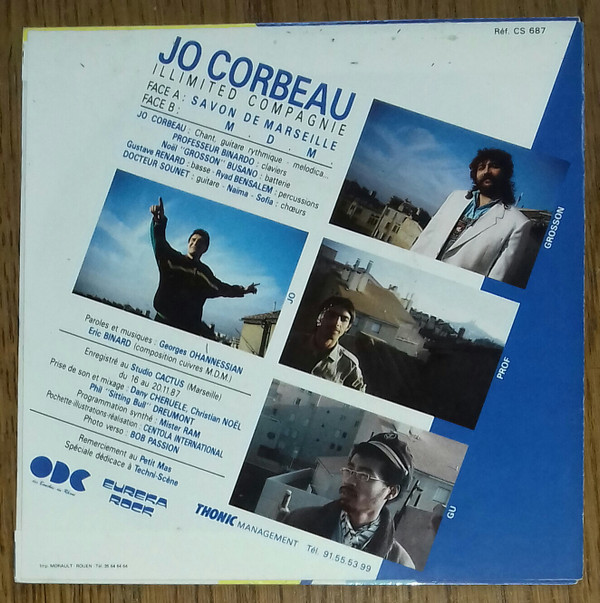 Réf. CS 687
JO CORBEAU
ILLIMITED COMPAGNIE
FACE A : SAVON DE MARSEILLE
FACE B : M . D . M .
JO CORBEAU : Chant, guitare rythmique - melodica...
PROFESSEUR BINARDO : claviers
Noël "GROSSON" BUSANO : batterie
Gustave RENARD : basse - Ryad BENSALEM : percussions
DOCTEUR SOUNET : guitare - Naima - Sofia : chœurs
GROSSON
JO
PROF
GU
Paroles et musiques : Georges OHANNESSIAN
Eric BINARD (composition cuivres M.D.M.)
Enregistré au Studio CACTUS (Marseille)
du 16 au 20.11.87
Prise de son et mixage : Dany CHERUELE, Christian NOËL
Phil "Sitting Bull" DREUMONT
Programmation synthé : Mister RAM
Pochette-illustrations-réalisation : CENTOLA INTERNATIONAL
Photo verso : BOB PASSION
Remerciement au Petit Mas
Spéciale dédicace à Techni-Scène
ODC
EUREKA
ROCK
THONIC MANAGEMENT Tél. 91.55.53.99
Imp. MORAULT - ROUEN